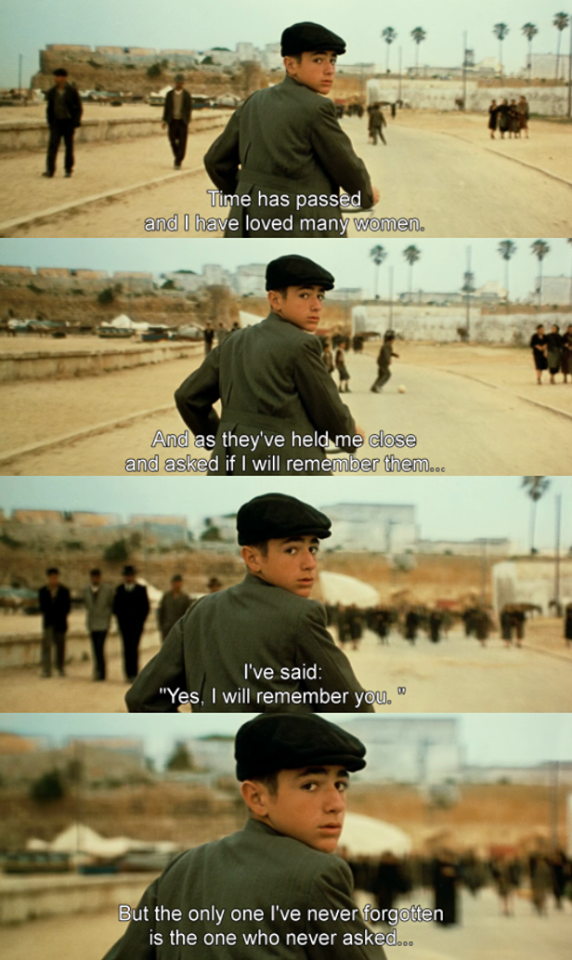 Time has passed
and I have loved many women.
And as they've held me close
and asked if I will remember them...
I've said:
"Yes, I will remember you. "
But the only one I've never forgotten
is the one who never asked...